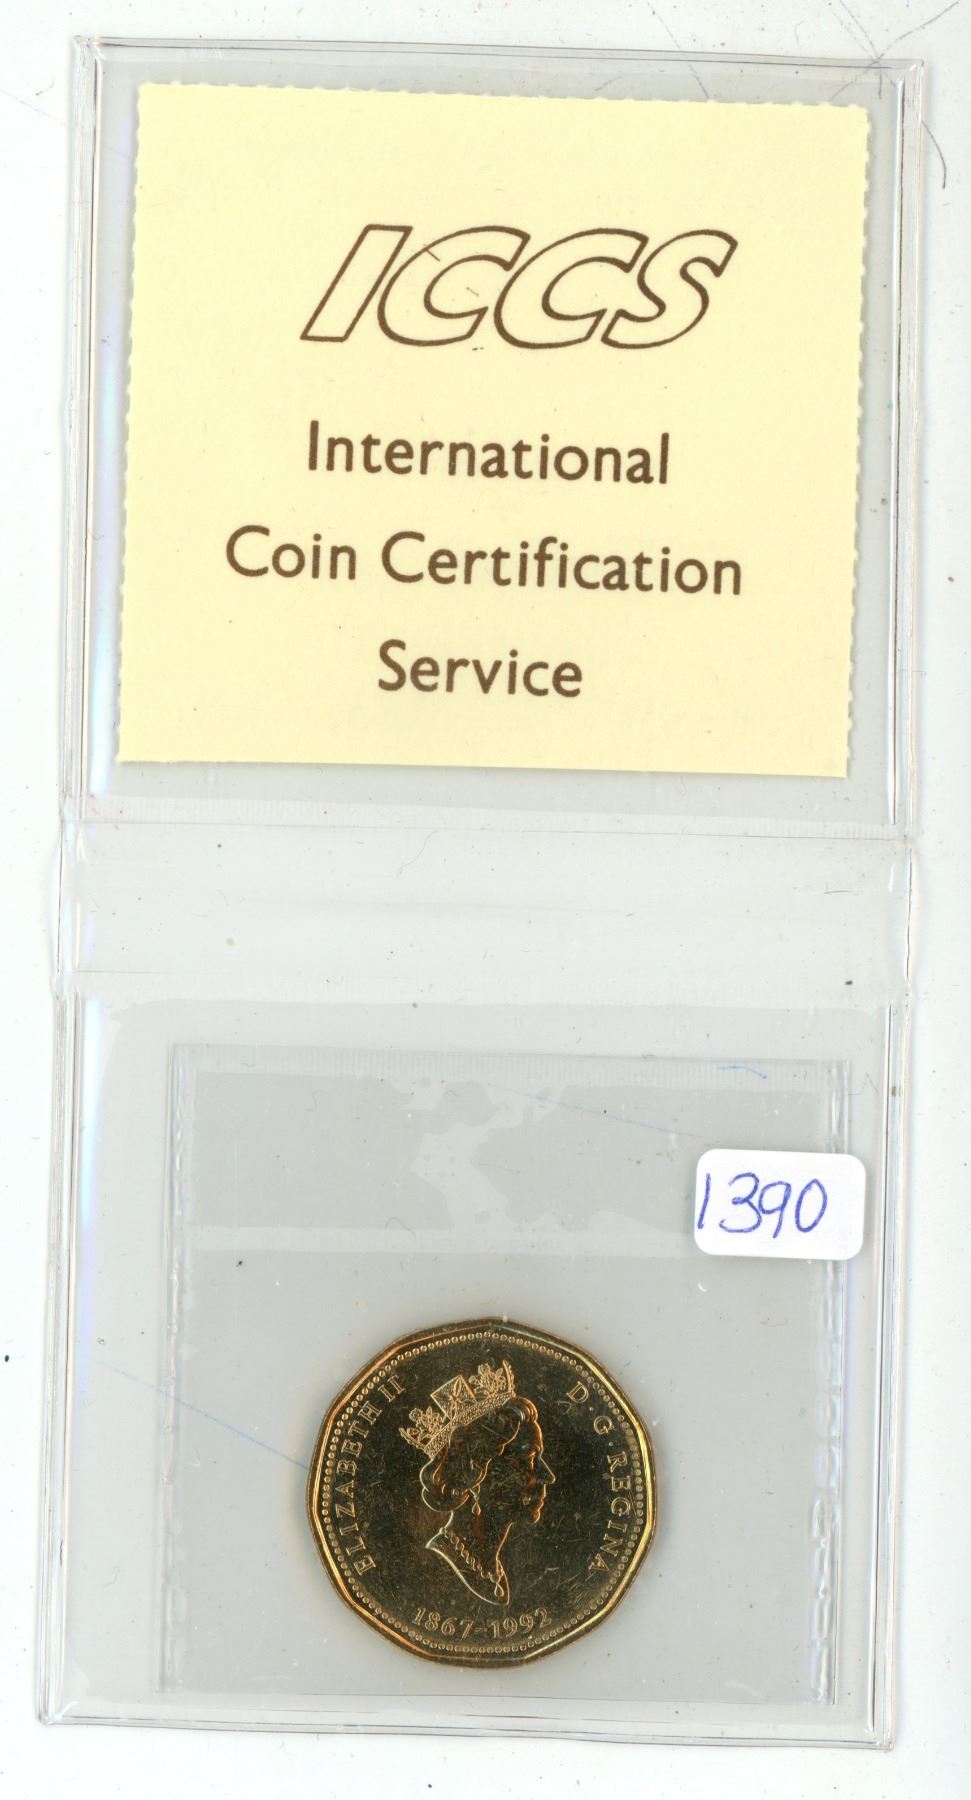 ICCS
International
Coin Certification
Service
1390
ELIZABETH II D·G·REGINA
1867-1992